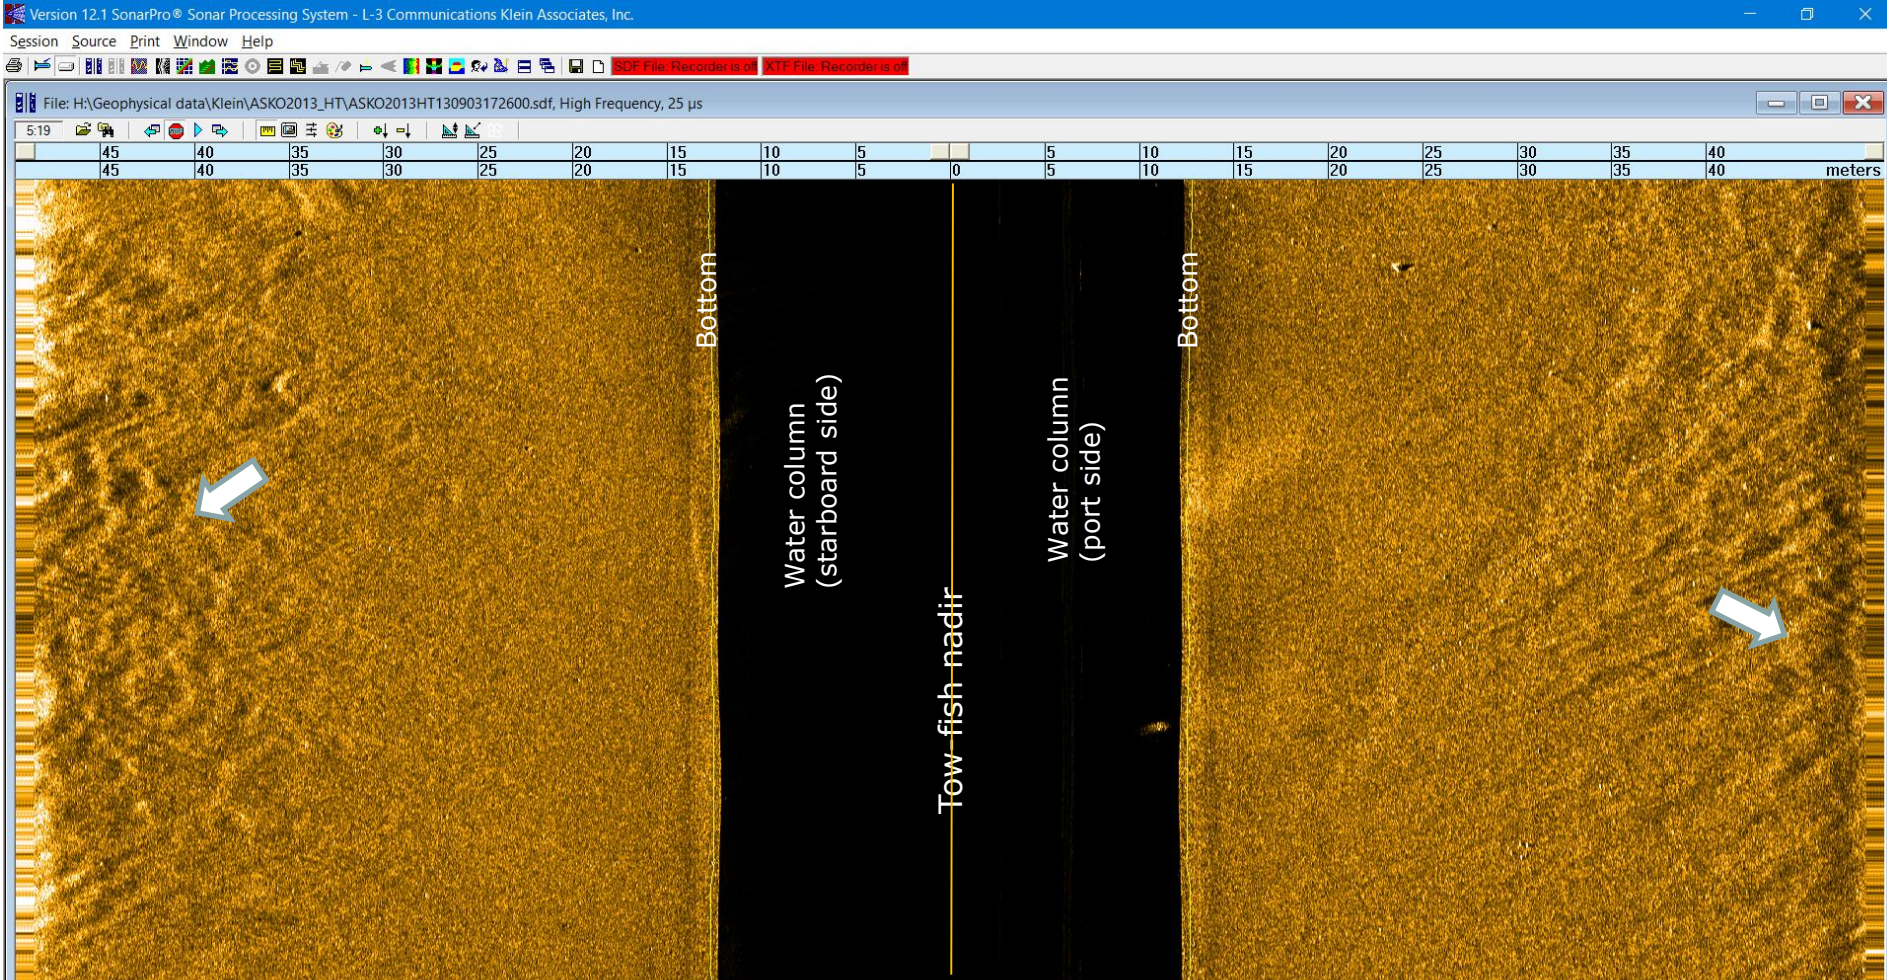 Version 12.1 SonarPro® Sonar Processing System - L-3 Communications Klein Associates, Inc.
Session Source Print Window Help
SDF File: Recorder is off XTF File: Recorder is off
File: H:\Geophysical data\Klein\ASKO2013_HT\ASKO2013HT130903172600.sdf, High Frequency, 25 µs
5:19
45 40 35 30 25 20 15 10 5 5 10 15 20 25 30 35 40
45 40 35 30 25 20 15 10 5 0 5 10 15 20 25 30 35 40 meters
Bottom
Water column
(starboard side)
Tow fish nadir
Water column
(port side)
Bottom